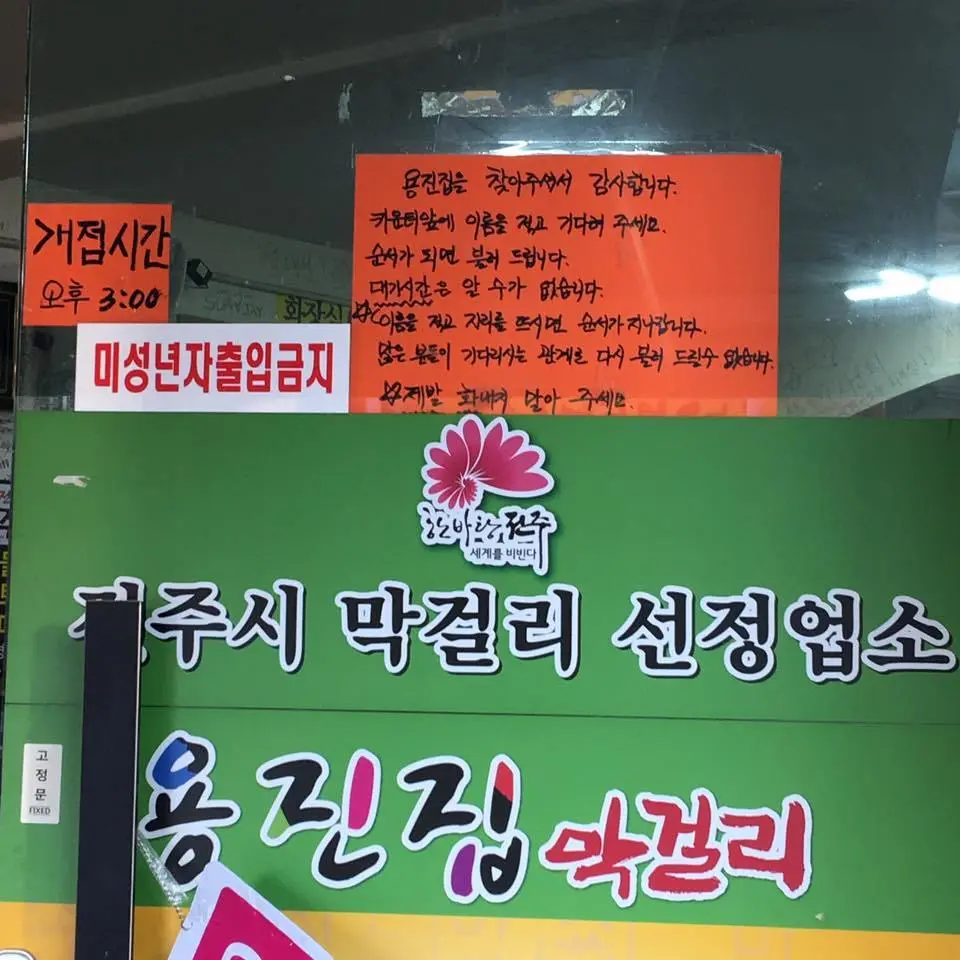 용진집을 찾아주셔서 감사합니다.
카운터앞에 이름을 적고 기다려 주세요.
순서가 되면 불러 드립니다.
대기시간은 알 수가 없습니다.
☆이름을 적고 자리를 뜨시면 순서가 지나갑니다.
많은 분들이 기다리시는 관계로 다시 불러 드릴수 없습니다.
☆제발 화내지 말아 주세요.
개점시간
오후 3:00
화장시
미성년자출입금지
한바탕전주
세계를 비빈다
전주시 막걸리 선정업소
고정문
FIXED
용진집 막걸리